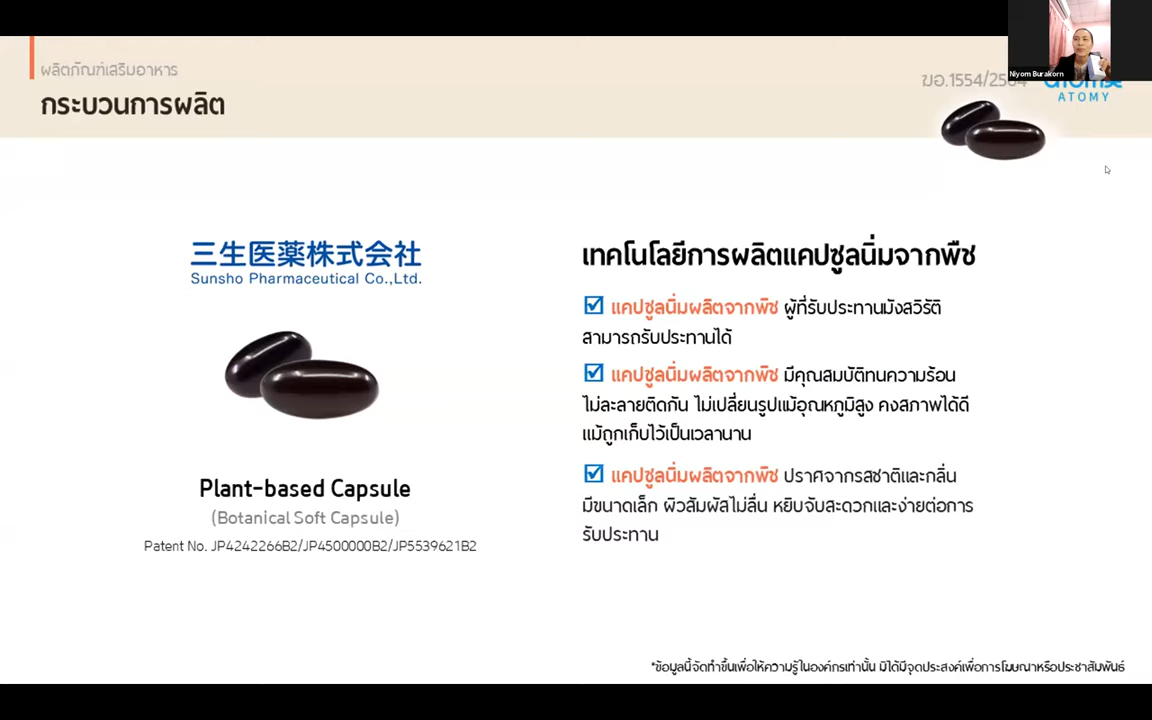 Niyom Burakorn
ผลิตภัณฑ์เสริมอาหาร
กระบวนการผลิต
ฆอ.1554/2564
atomy
ATOMY
三生医薬株式会社
Sunsho Pharmaceutical Co.,Ltd.
Plant-based Capsule
(Botanical Soft Capsule)
Patent No. JP4242266B2/JP4500000B2/JP5539621B2
เทคโนโลยีการผลิตแคปซูลนิ่มจากพืช
แคปซูลนิ่มผลิตจากพืช ผู้ที่รับประทานมังสวิรัติ
สามารถรับประทานได้
แคปซูลนิ่มผลิตจากพืช มีคุณสมบัติทนความร้อน
ไม่ละลายติดกัน ไม่เปลี่ยนรูปแม้อุณหภูมิสูง คงสภาพได้ดี
แม้ถูกเก็บไว้เป็นเวลานาน
แคปซูลนิ่มผลิตจากพืช ปราศจากรสชาติและกลิ่น
มีขนาดเล็ก ผิวสัมผัสไม่ลื่น หยิบจับสะดวกและง่ายต่อการ
รับประทาน
*ข้อมูลนี้จัดทำขึ้นเพื่อให้ความรู้ในองค์กรเท่านั้น มิได้มีจุดประสงค์เพื่อการโฆษณาหรือประชาสัมพันธ์